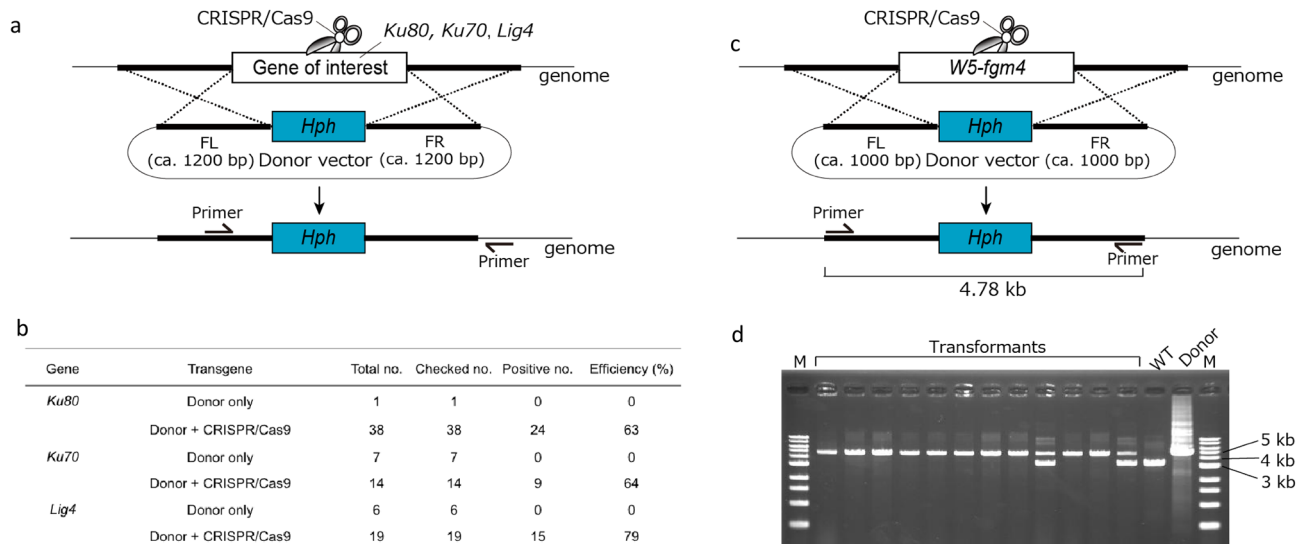 a
CRISPR/Cas9
Ku80, Ku70, Lig4
Gene of interest
genome
Hph
FL
FR
(ca. 1200 bp) Donor vector (ca. 1200 bp)
Primer
Hph
genome
Primer
b
Gene Transgene Total no. Checked no. Positive no. Efficiency (%)
Ku80 Donor only 1 1 0 0
Donor + CRISPR/Cas9 38 38 24 63
Ku70 Donor only 7 7 0 0
Donor + CRISPR/Cas9 14 14 9 64
Lig4 Donor only 6 6 0 0
Donor + CRISPR/Cas9 19 19 15 79
c
CRISPR/Cas9
W5-fgm4
genome
Hph
FL
FR
(ca. 1000 bp) Donor vector (ca. 1000 bp)
Primer
Hph
Primer
genome
4.78 kb
d
Transformants
M
WT
Donor
M
5 kb
4 kb
3 kb